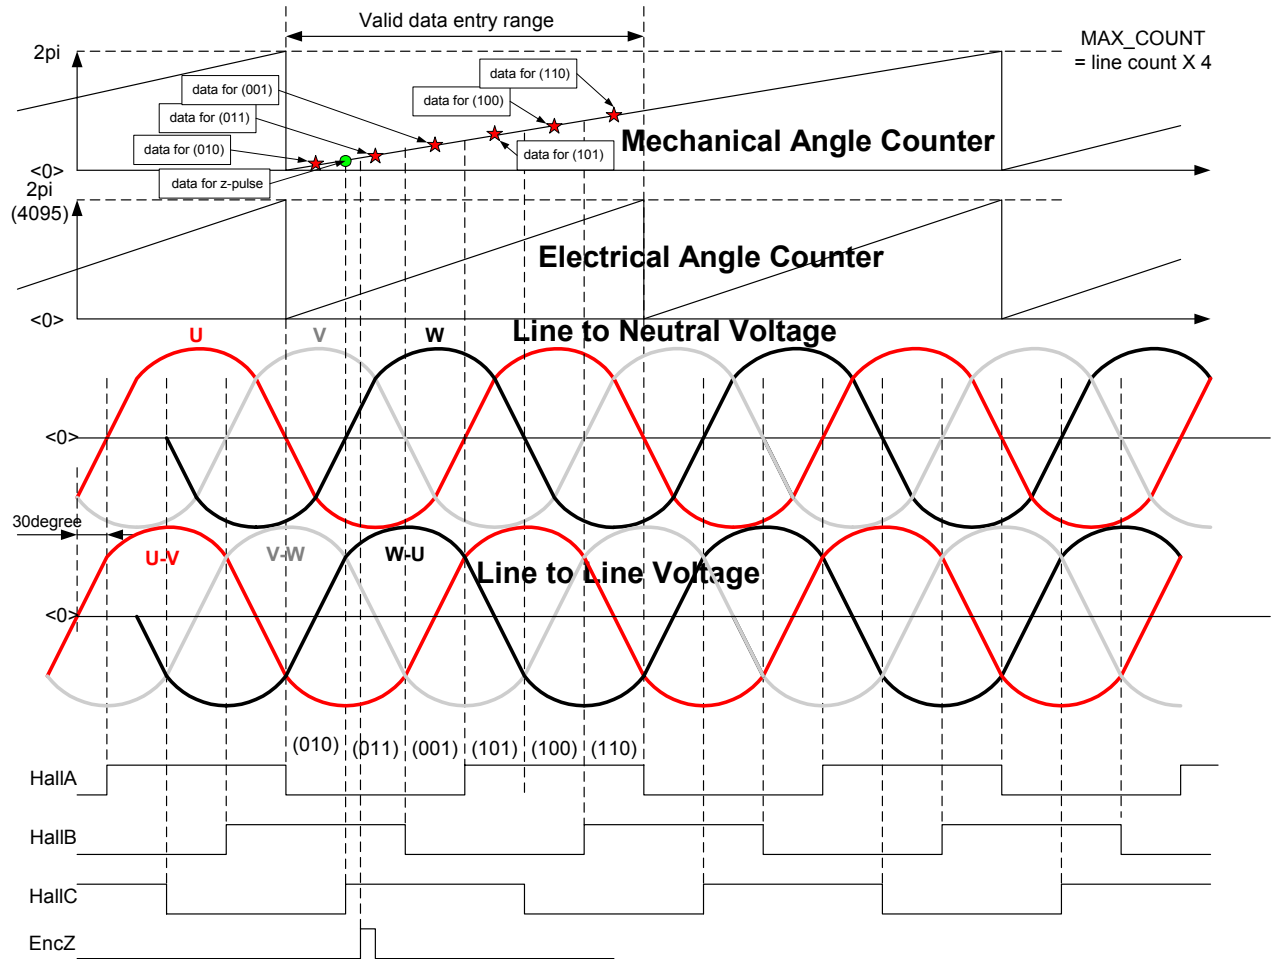 Valid data entry range
MAX_COUNT
= line count X 4
2pi
data for (110)
data for (001)
data for (100)
data for (011)
Mechanical Angle Counter
data for (010)
data for (101)
<0>
data for z-pulse
2pi
(4095)
Electrical Angle Counter
<0>
Line to Neutral Voltage
U
V
W
<0>
30degree
U-V
V-W
W-U
Line to Line Voltage
<0>
(010)
(011)
(001)
(101)
(100)
(110)
HallA
HallB
HallC
EncZ